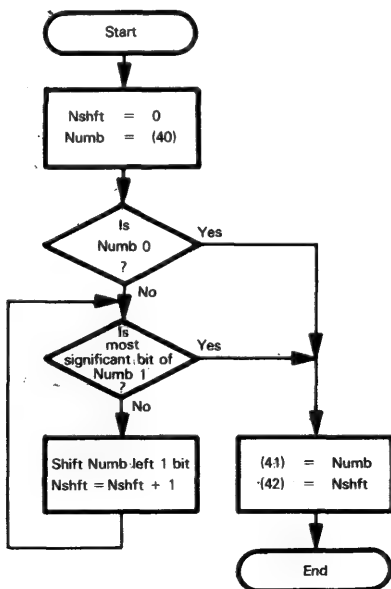 Start
Nshft = 0
Numb = (40)
Is
Numb 0
?
Yes
No
Is
most
significant bit of
Numb 1
?
Yes
No
Shift Numb left 1 bit
Nshft = Nshft + 1
(41) = Numb
(42) = Nshft
End